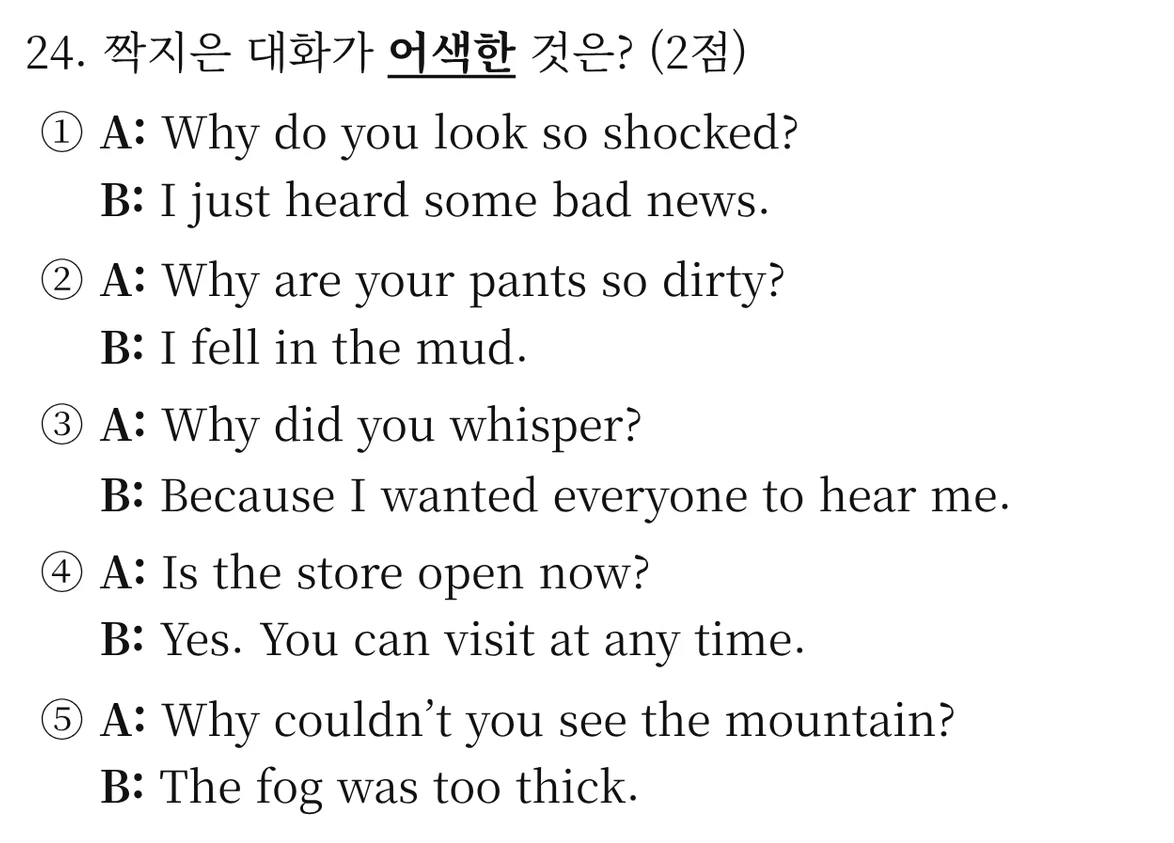 24. 짝지은 대화가 어색한 것은? (2점)
① A: Why do you look so shocked?
B: I just heard some bad news.
② A: Why are your pants so dirty?
B: I fell in the mud.
③ A: Why did you whisper?
B: Because I wanted everyone to hear me.
④ A: Is the store open now?
B: Yes. You can visit at any time.
⑤ A: Why couldn’t you see the mountain?
B: The fog was too thick.